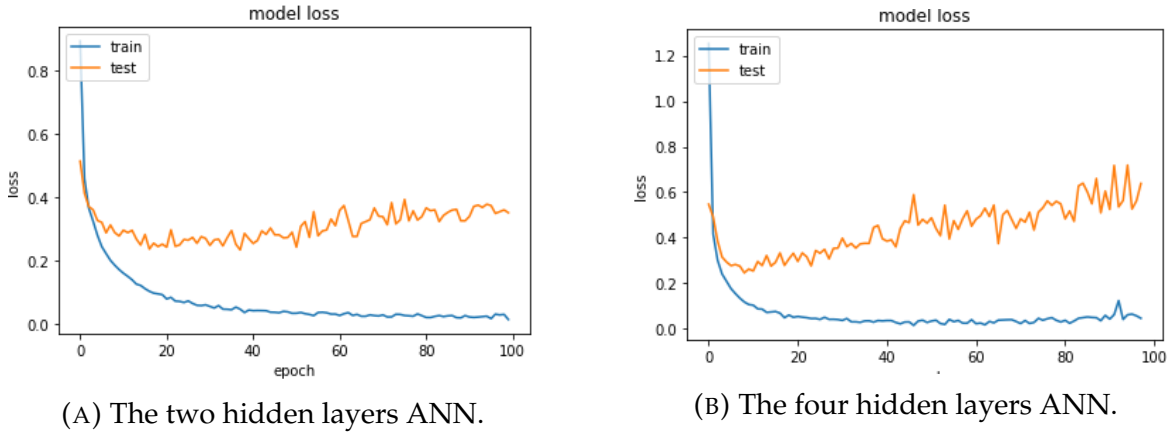 model loss
train
test
0.8
0.6
0.4
0.2
0.0
loss
0 20 40 60 80 100
epoch
(A) The two hidden layers ANN.
model loss
train
test
1.2
1.0
0.8
0.6
0.4
0.2
0.0
loss
0 20 40 60 80 100
(B) The four hidden layers ANN.